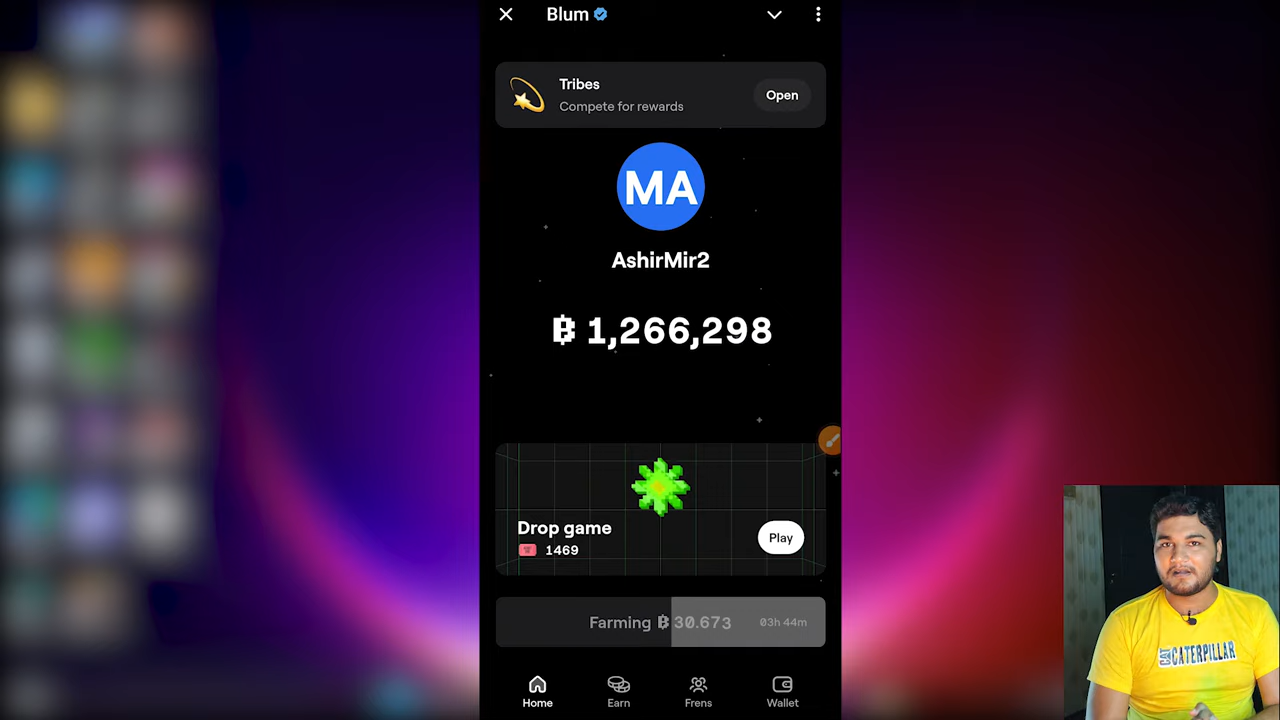 Blum
Tribes
Compete for rewards
Open
MA
AshirMir2
1,266,298
Drop game
1469
Play
Farming
30.673
03h 44m
Home
Earn
Frens
Wallet
CAT
CATERPILLAR